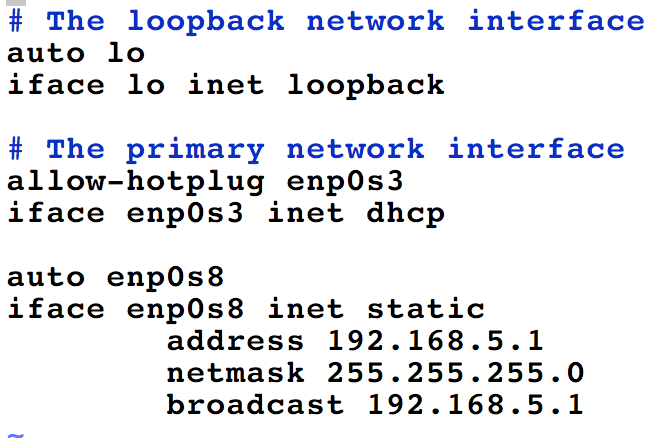 # The loopback network interface
auto lo
iface lo inet loopback
# The primary network interface
allow-hotplug enp0s3
iface enp0s3 inet dhcp
auto enp0s8
iface enp0s8 inet static
address 192.168.5.1
netmask 255.255.255.0
broadcast 192.168.5.1
~